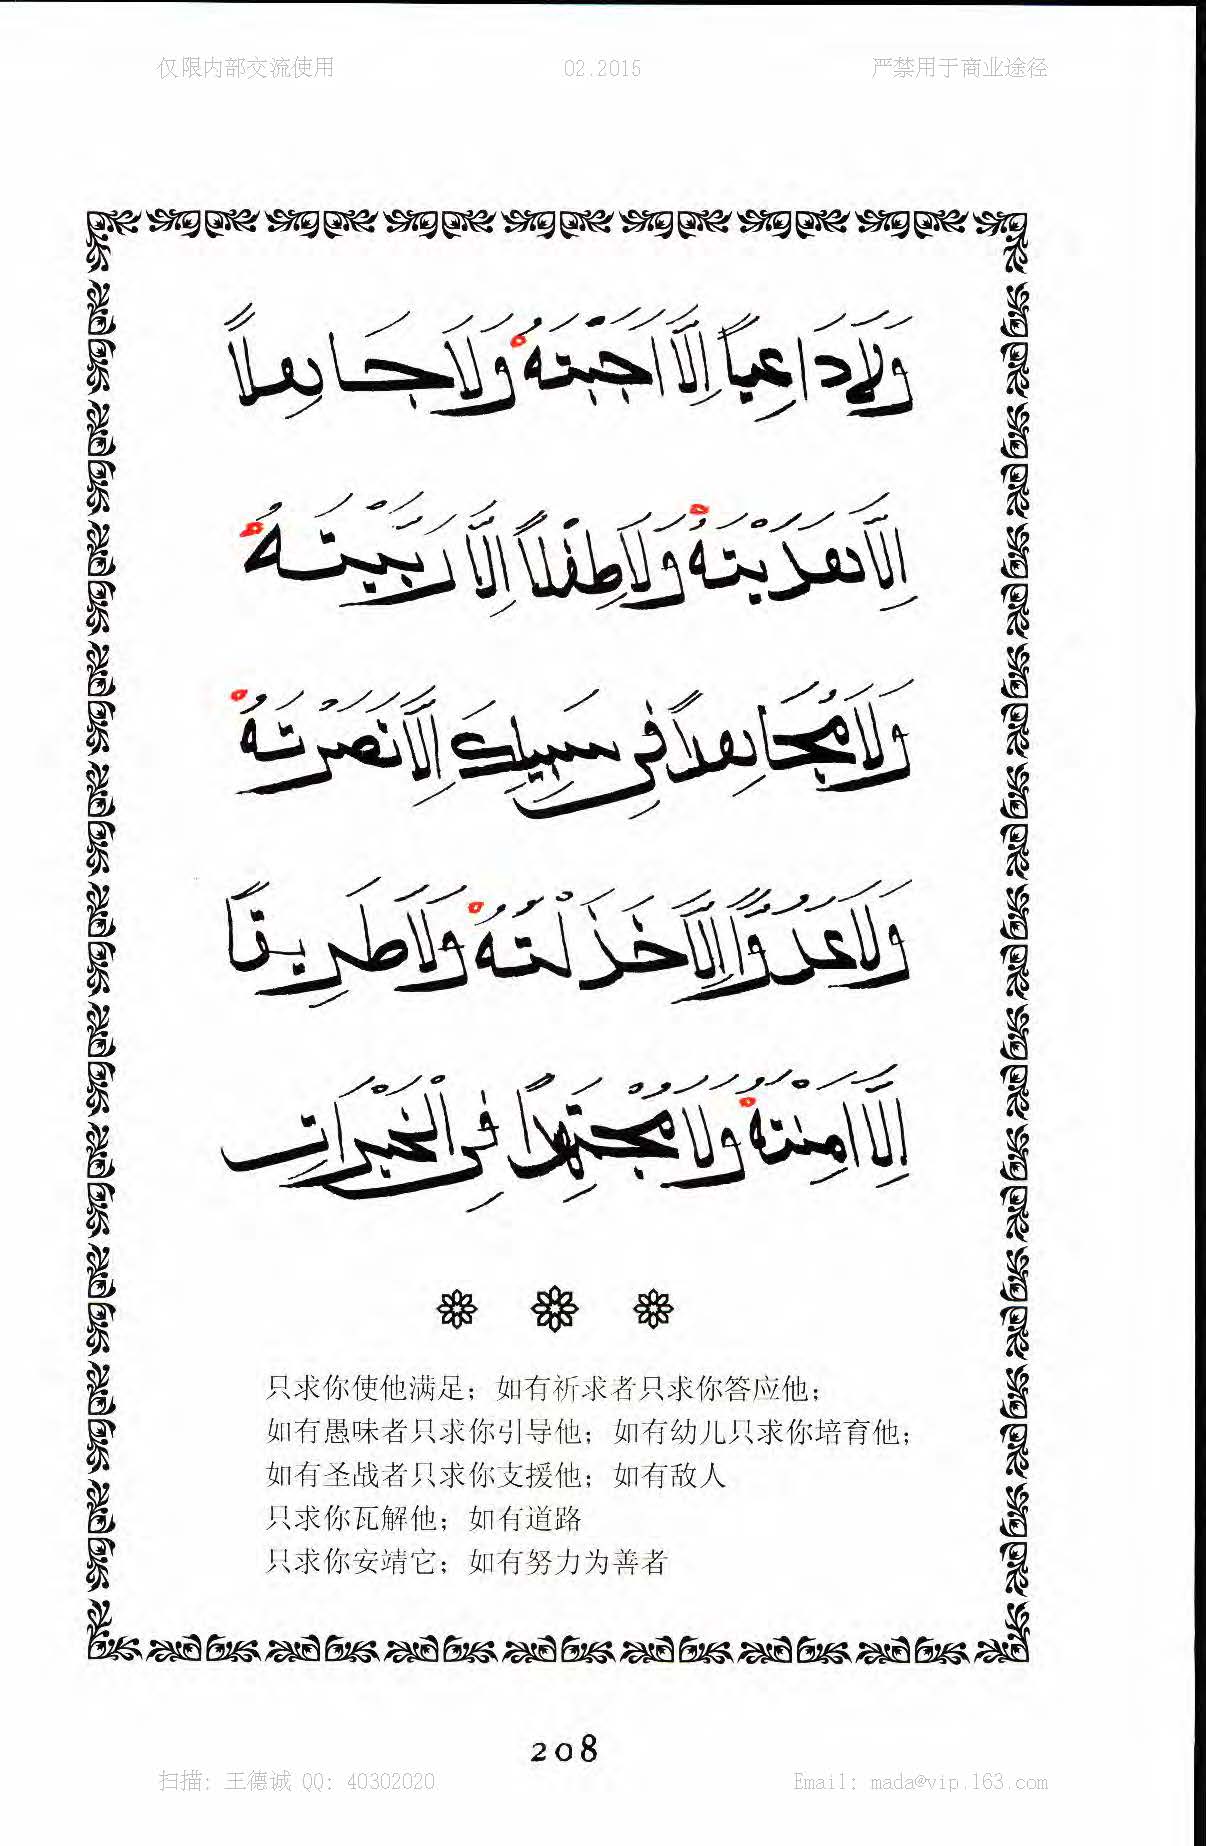 仅限内部交流使用 02.2015 严禁用于商业途径
وَلَا دَاعِيًا اِلَّا اَجَبْتَهُ وَلَا جَاهِلًا
اِلَّا هَدَيْتَهُ وَلَا طِفْلًا اِلَّا رَبَّيْتَهُ
وَلَا مُجَاهِدًا فِى سَبِيلِكَ اِلَّا نَصَرْتَهُ
وَلَا عَدُوًّا اِلَّا خَذَلْتَهُ وَلَا طَرِيقًا
اِلَّا اَمِنْتَهُ وَلَا مُجْتَهِدًا فِى الْخَيْرَاتِ
只求你使他满足；如有祈求者只求你答应他；
如有愚味者只求你引导他；如有幼儿只求你培育他；
如有圣战者只求你支援他；如有敌人
只求你瓦解他；如有道路
只求你安靖它；如有努力为善者
208
扫描: 王德诚 QQ: 40302020 Email: mada@vip.163.com